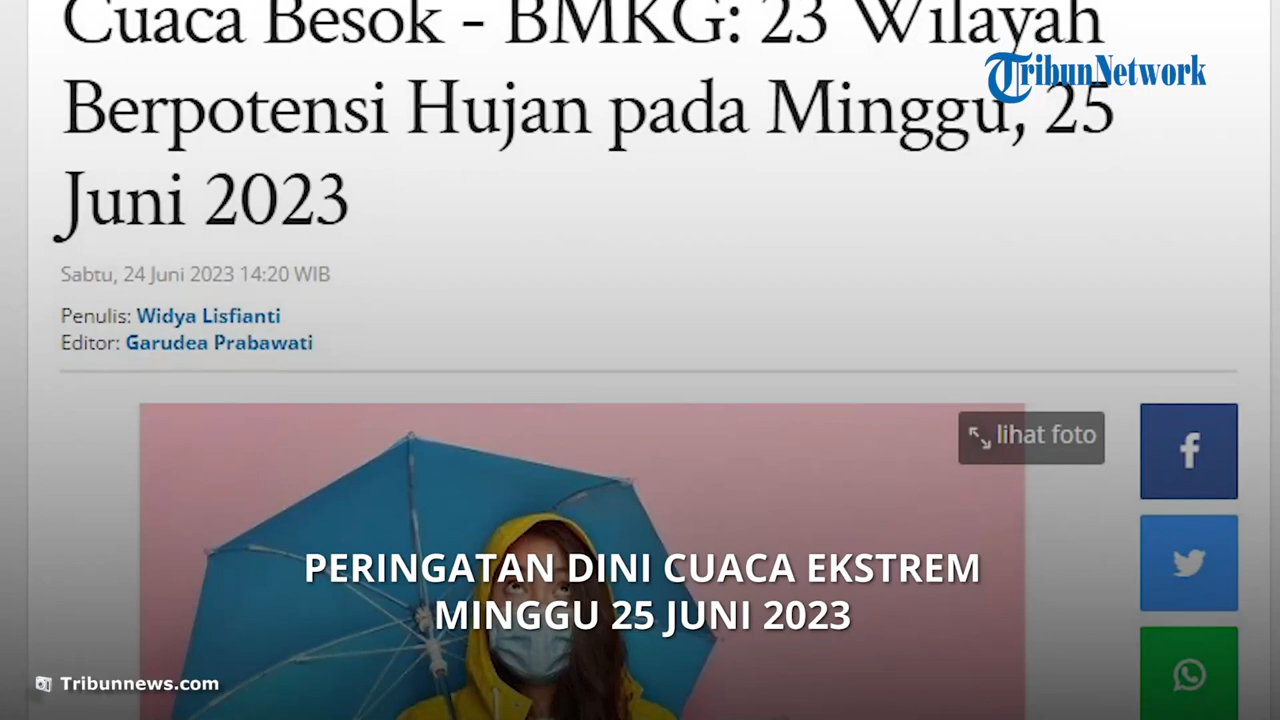 Cuaca Besok - BMKG: 23 Wilayah
TribunNetwork
Berpotensi Hujan pada Minggu, 25
Juni 2023
Sabtu, 24 Juni 2023 14:20 WIB
Penulis: Widya Lisfianti
Editor: Garudea Prabawati
lihat foto
f
PERINGATAN DINI CUACA EKSTREM
MINGGU 25 JUNI 2023
Tribunnews.com